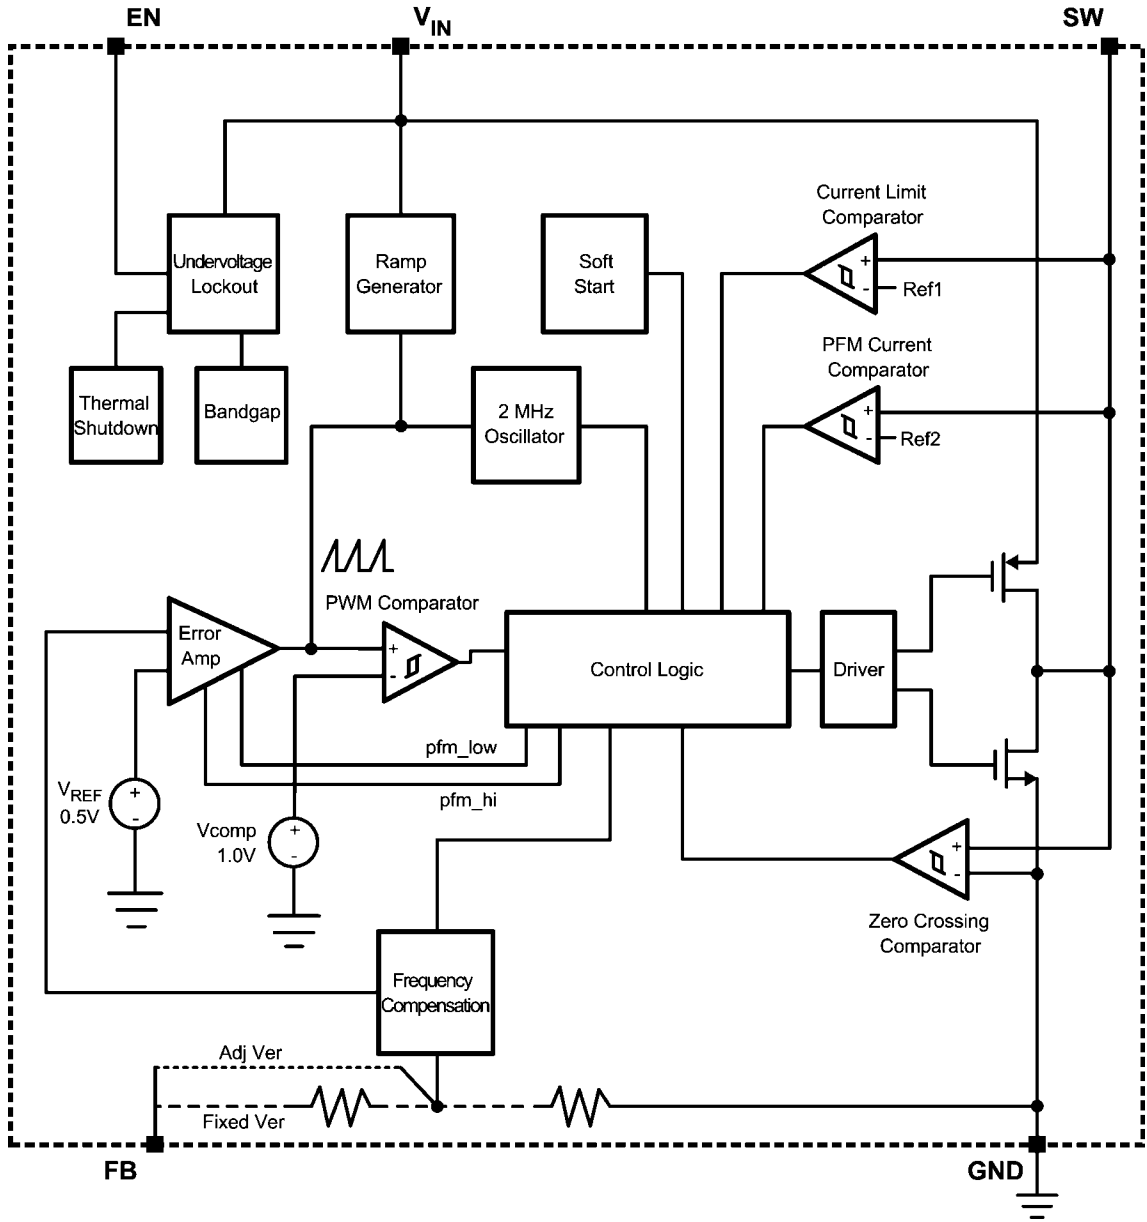 EN
VIN
SW
Current Limit
Comparator
Undervoltage
Lockout
Ramp
Generator
Soft
Start
+
-
Ref1
PFM Current
Comparator
Thermal
Shutdown
Bandgap
2 MHz
Oscillator
+
-
Ref2
PWM Comparator
Error
Amp
+
-
Control Logic
Driver
pfm_low
pfm_hi
VREF
0.5V
+
-
Vcomp
1.0V
+
-
+
-
Zero Crossing
Comparator
Frequency
Compensation
Adj Ver
Fixed Ver
FB
GND